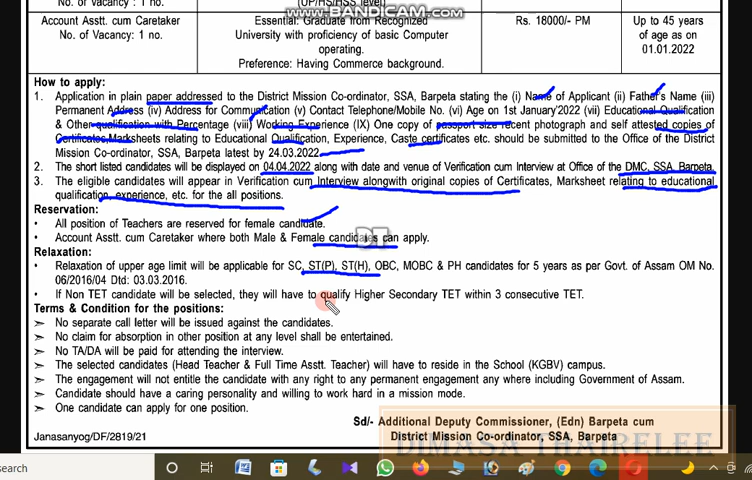 No. of Vacancy : 1 no.
(UP/HS/HSS level)
www.BANDICAM.com
Account Asstt. cum Caretaker
No. of Vacancy: 1 no.
Essential: Graduate from Recognized
University with proficiency of basic Computer
operating.
Preference: Having Commerce background.
Rs. 18000/- PM
Up to 45 years
of age as on
01.01.2022
How to apply:
1. Application in plain paper addressed to the District Mission Co-ordinator, SSA, Barpeta stating the (i) Name of Applicant (ii) Father's Name (iii)
Permanent Address (iv) Address for Communication (v) Contact Telephone/Mobile No. (vi) Age on 1st January'2022 (vii) Educational Qualification
& Other qualification with Percentage (viii) Working Experience (IX) One copy of passport size recent photograph and self attested copies of
Certificates,Marksheets relating to Educational Qualification, Experience, Caste certificates etc. should be submitted to the Office of the District
Mission Co-ordinator, SSA, Barpeta latest by 24.03.2022
2. The short listed candidates will be displayed on 04.04.2022 along with date and venue of Verification cum Interview at Office of the DMC, SSA, Barpeta.
3. The eligible candidates will appear in Verification cum Interview alongwith original copies of Certificates, Marksheet relating to educational
qualification, experience, etc. for the all positions.
Reservation:
• All position of Teachers are reserved for female candidate.
• Account Asstt. cum Caretaker where both Male & Female candidates can apply.
DT
Relaxation:
• Relaxation of upper age limit will be applicable for SC, ST(P), ST(H), OBC, MOBC & PH candidates for 5 years as per Govt. of Assam OM No.
06/2016/04 Dtd: 03.03.2016.
• If Non TET candidate will be selected, they will have to qualify Higher Secondary TET within 3 consecutive TET.
Terms & Condition for the positions:
➢ No separate call letter will be issued against the candidates.
➢ No claim for absorption in other position at any level shall be entertained.
➢ No TA/DA will be paid for attending the interview.
➢ The selected candidates (Head Teacher & Full Time Asstt. Teacher) will have to reside in the School (KGBV) campus.
➢ The engagement will not entitle the candidate with any right to any permanent engagement any where including Government of Assam.
➢ Candidate should have a caring personality and willing to work hard in a mission mode.
➢ One candidate can apply for one position.
Sd/- Additional Deputy Commissioner, (Edn) Barpeta cum
District Mission Co-ordinator, SSA, Barpeta
DIMASA THAIRELEE
Janasanyog/DF/2819/21
search